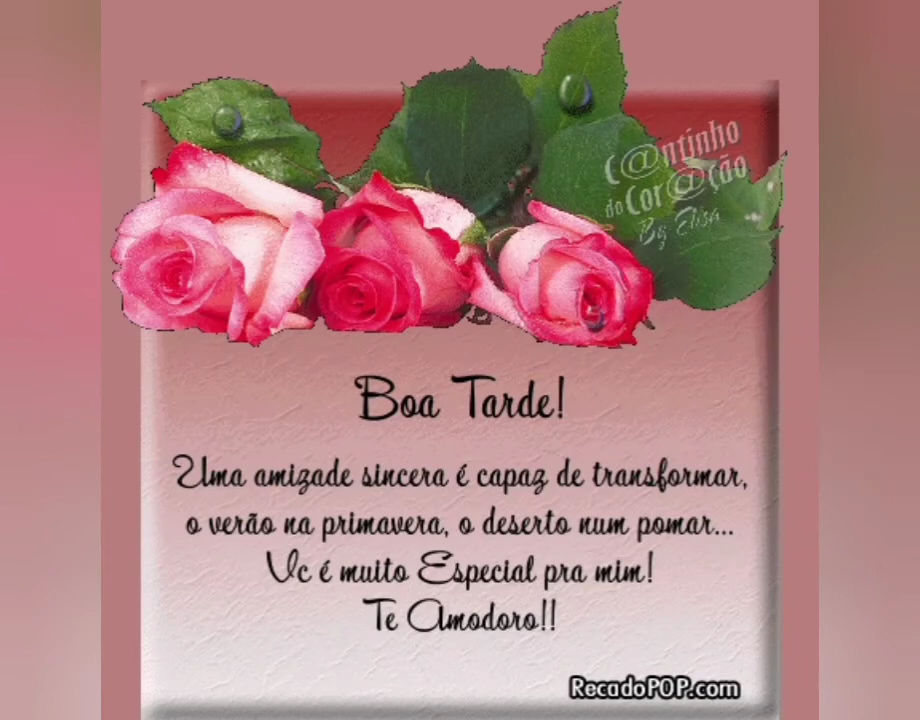 C@ntinho
do Cor@ção
By Elisa
Boa Tarde!
Uma amizade sincera é capaz de transformar,
o verão na primavera, o deserto num pomar...
Vc é muito Especial pra mim!
Te Amodoro!!
RecadoPOP.com